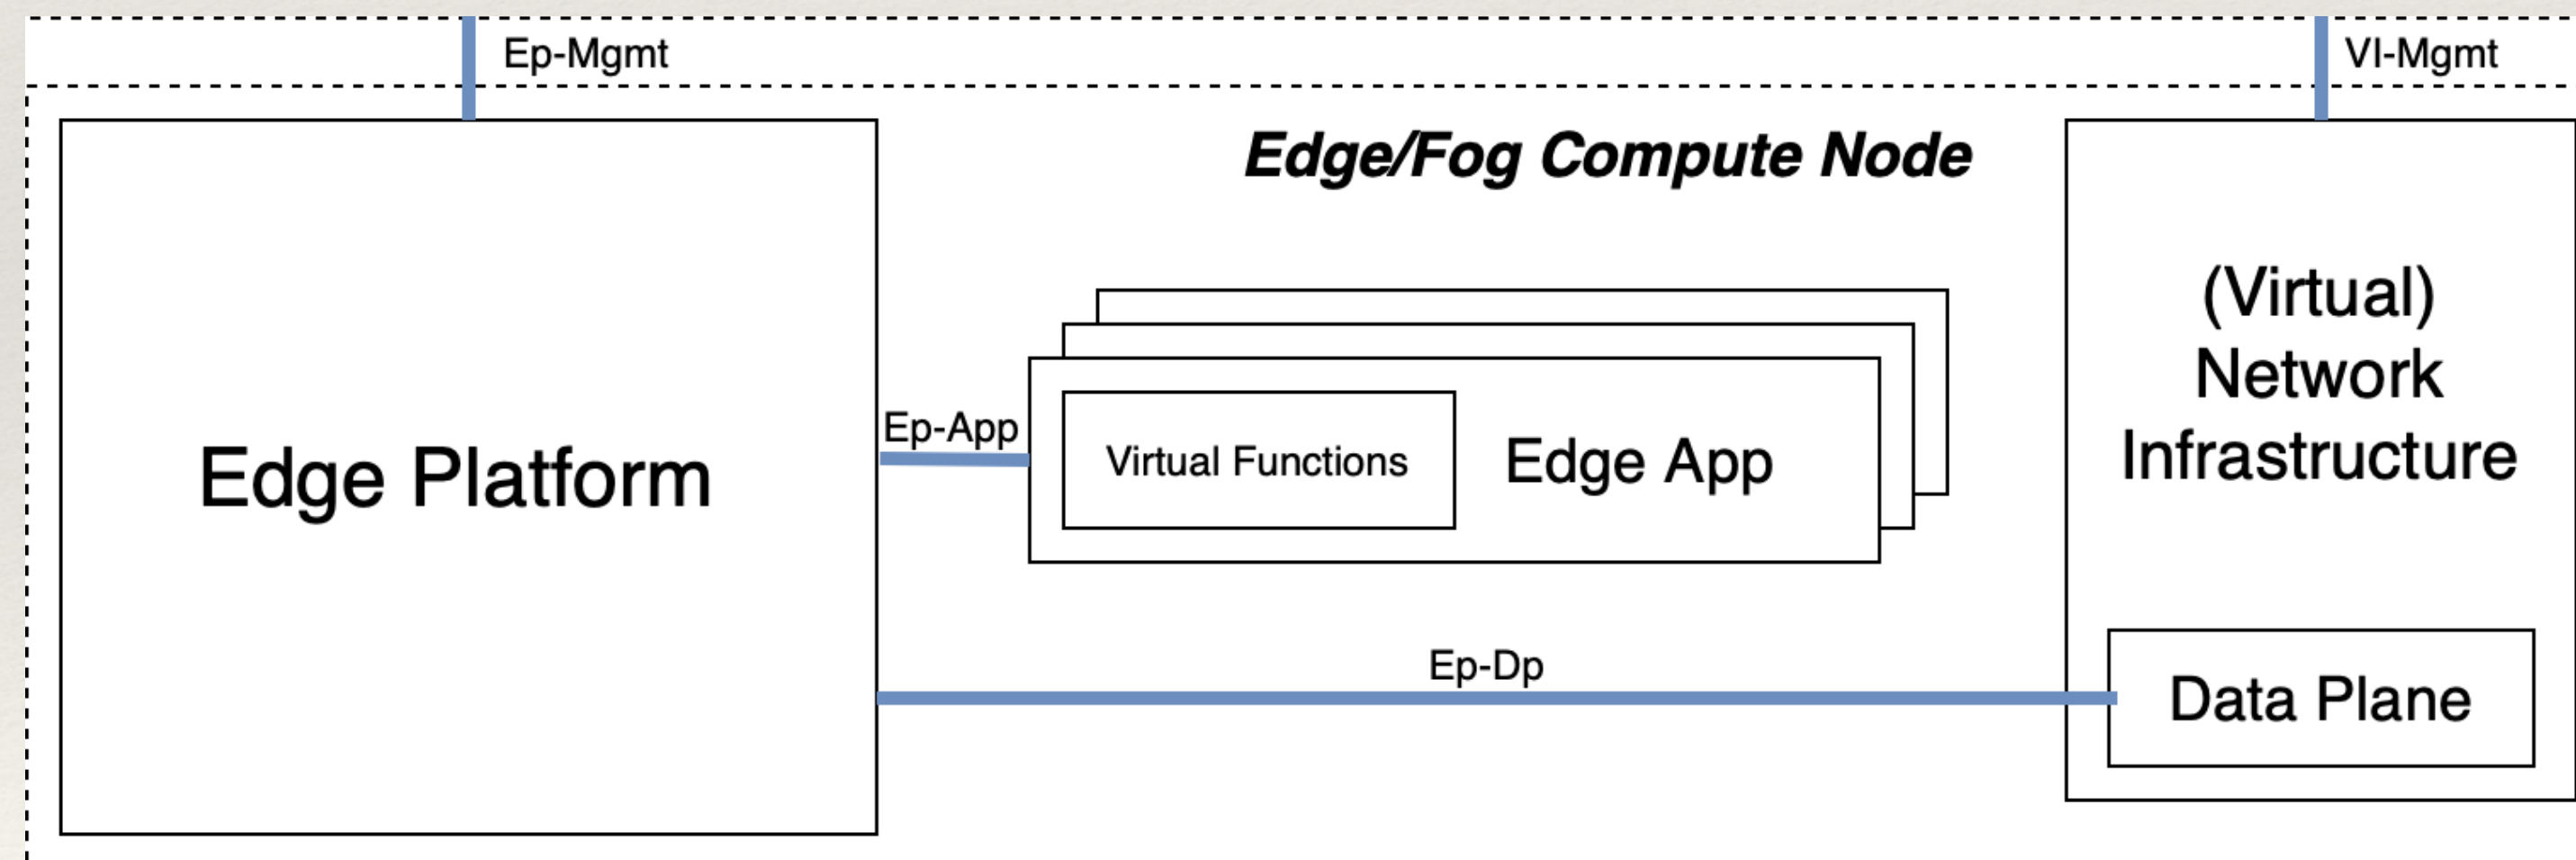 Ep-Mgmt
VI-Mgmt
Edge/Fog Compute Node
Edge Platform
Ep-App
Virtual Functions
Edge App
(Virtual)
Network
Infrastructure
Ep-Dp
Data Plane